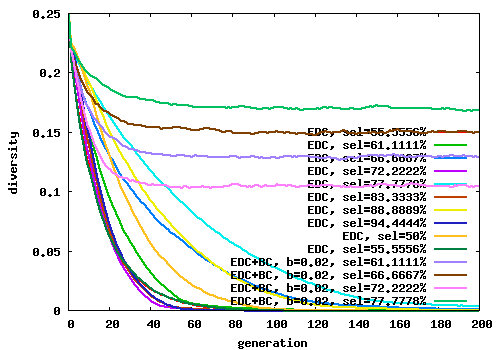 0.25
0.2
0.15
0.1
0.05
0
diversity
EDC, sel=55.5556%
EDC, sel=61.1111%
EDC, sel=66.6667%
EDC, sel=72.2222%
EDC, sel=77.7778%
EDC, sel=83.3333%
EDC, sel=88.8889%
EDC, sel=94.4444%
EDC, sel=50%
EDC, sel=55.5556%
EDC+BC, b=0.02, sel=61.1111%
EDC+BC, b=0.02, sel=66.6667%
EDC+BC, b=0.02, sel=72.2222%
EDC+BC, b=0.02, sel=77.7778%
0 20 40 60 80 100 120 140 160 180 200
generation